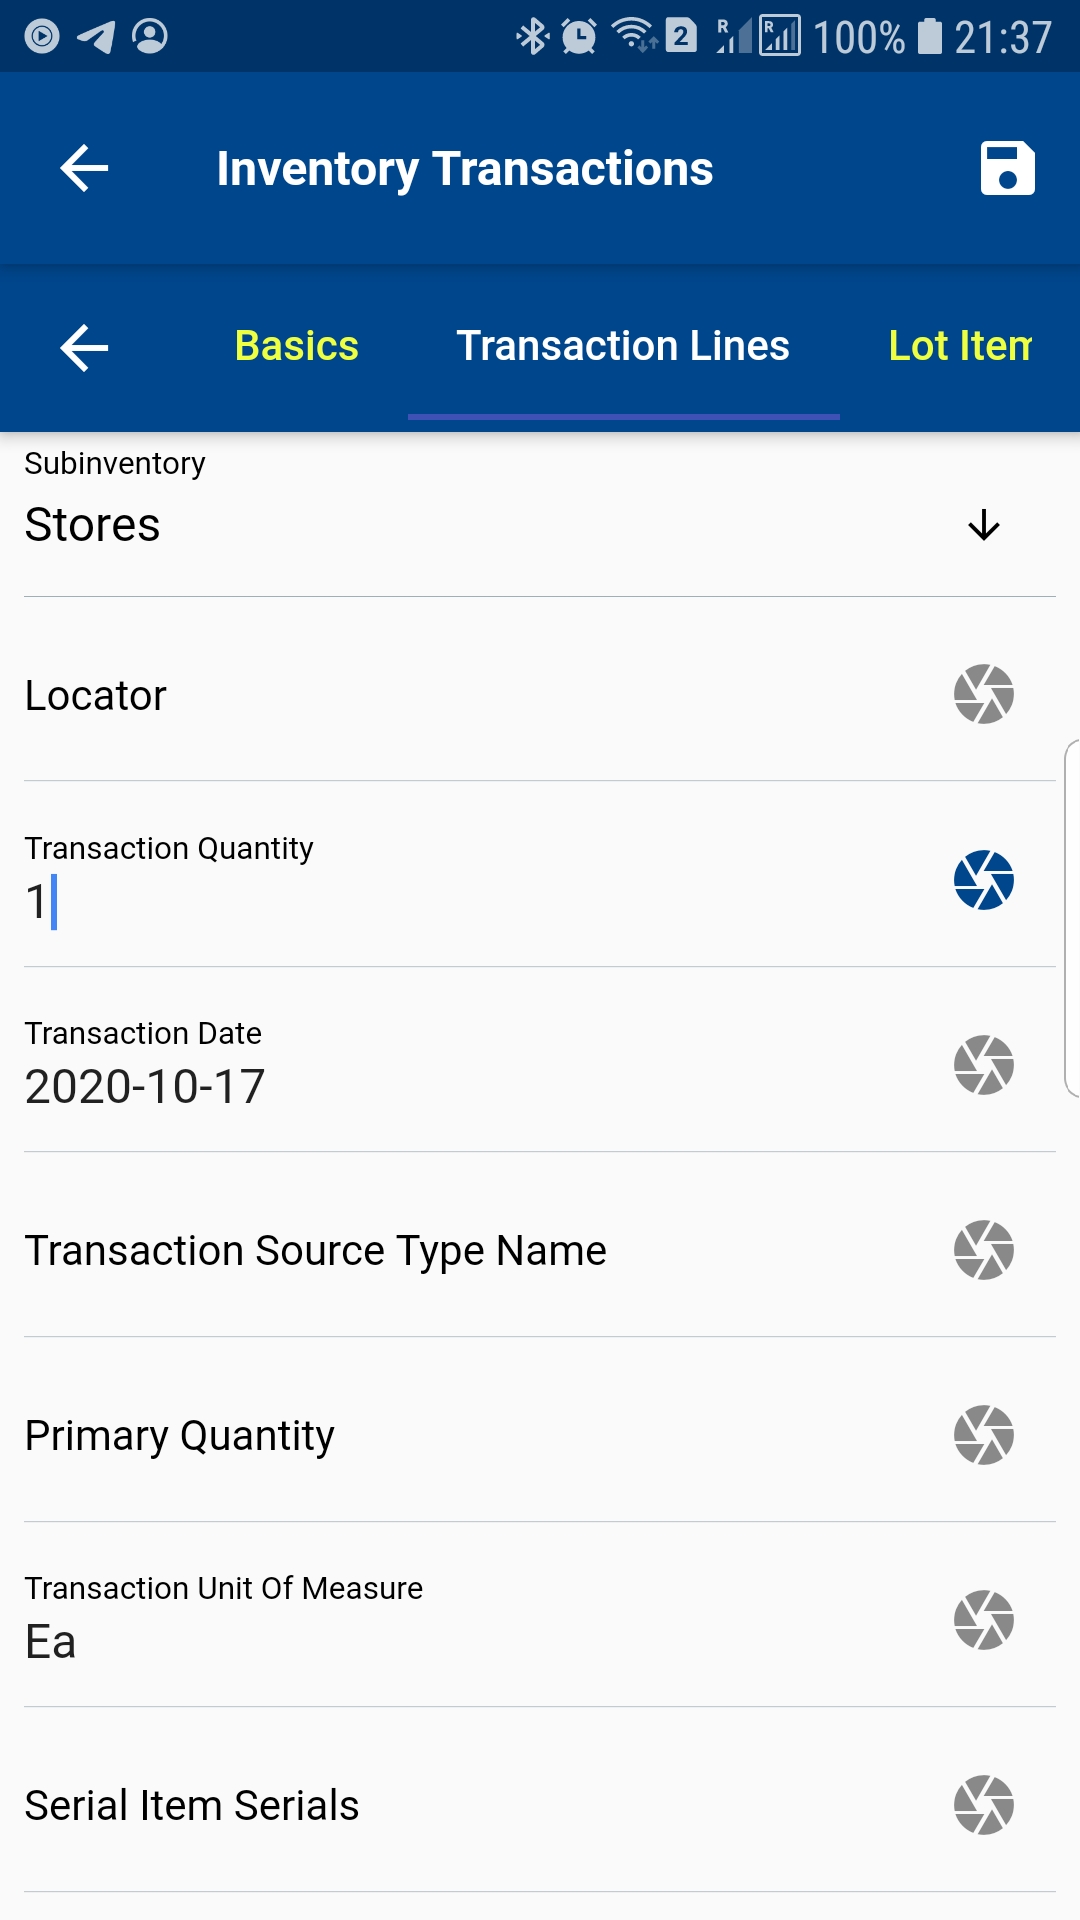 2 R R 100% 21:37
Inventory Transactions
Basics Transaction Lines Lot Item
Subinventory
Stores
Locator
Transaction Quantity
1
Transaction Date
2020-10-17
Transaction Source Type Name
Primary Quantity
Transaction Unit Of Measure
Ea
Serial Item Serials